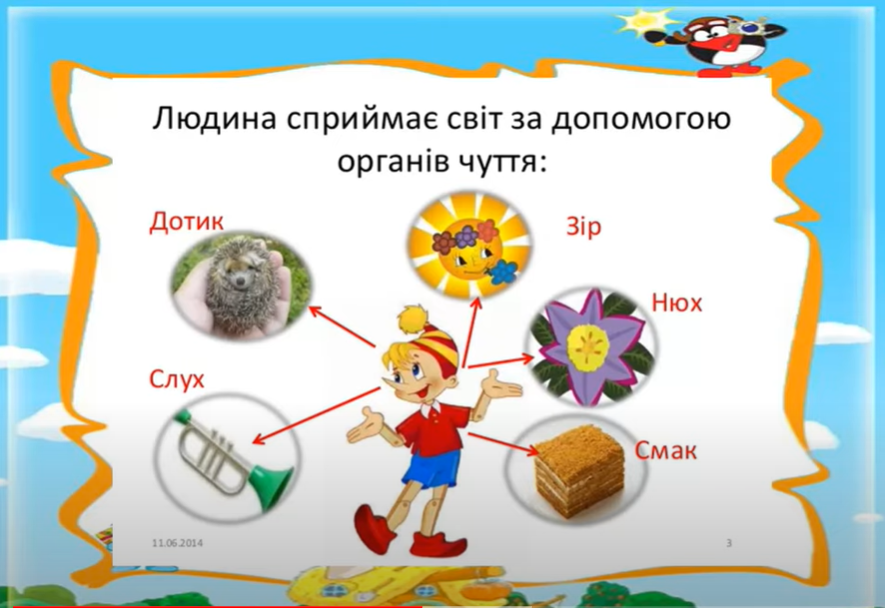 Людина сприймає світ за допомогою
органів чуття:
Дотик
Зір
Нюх
Слух
Смак
11.06.2014
3